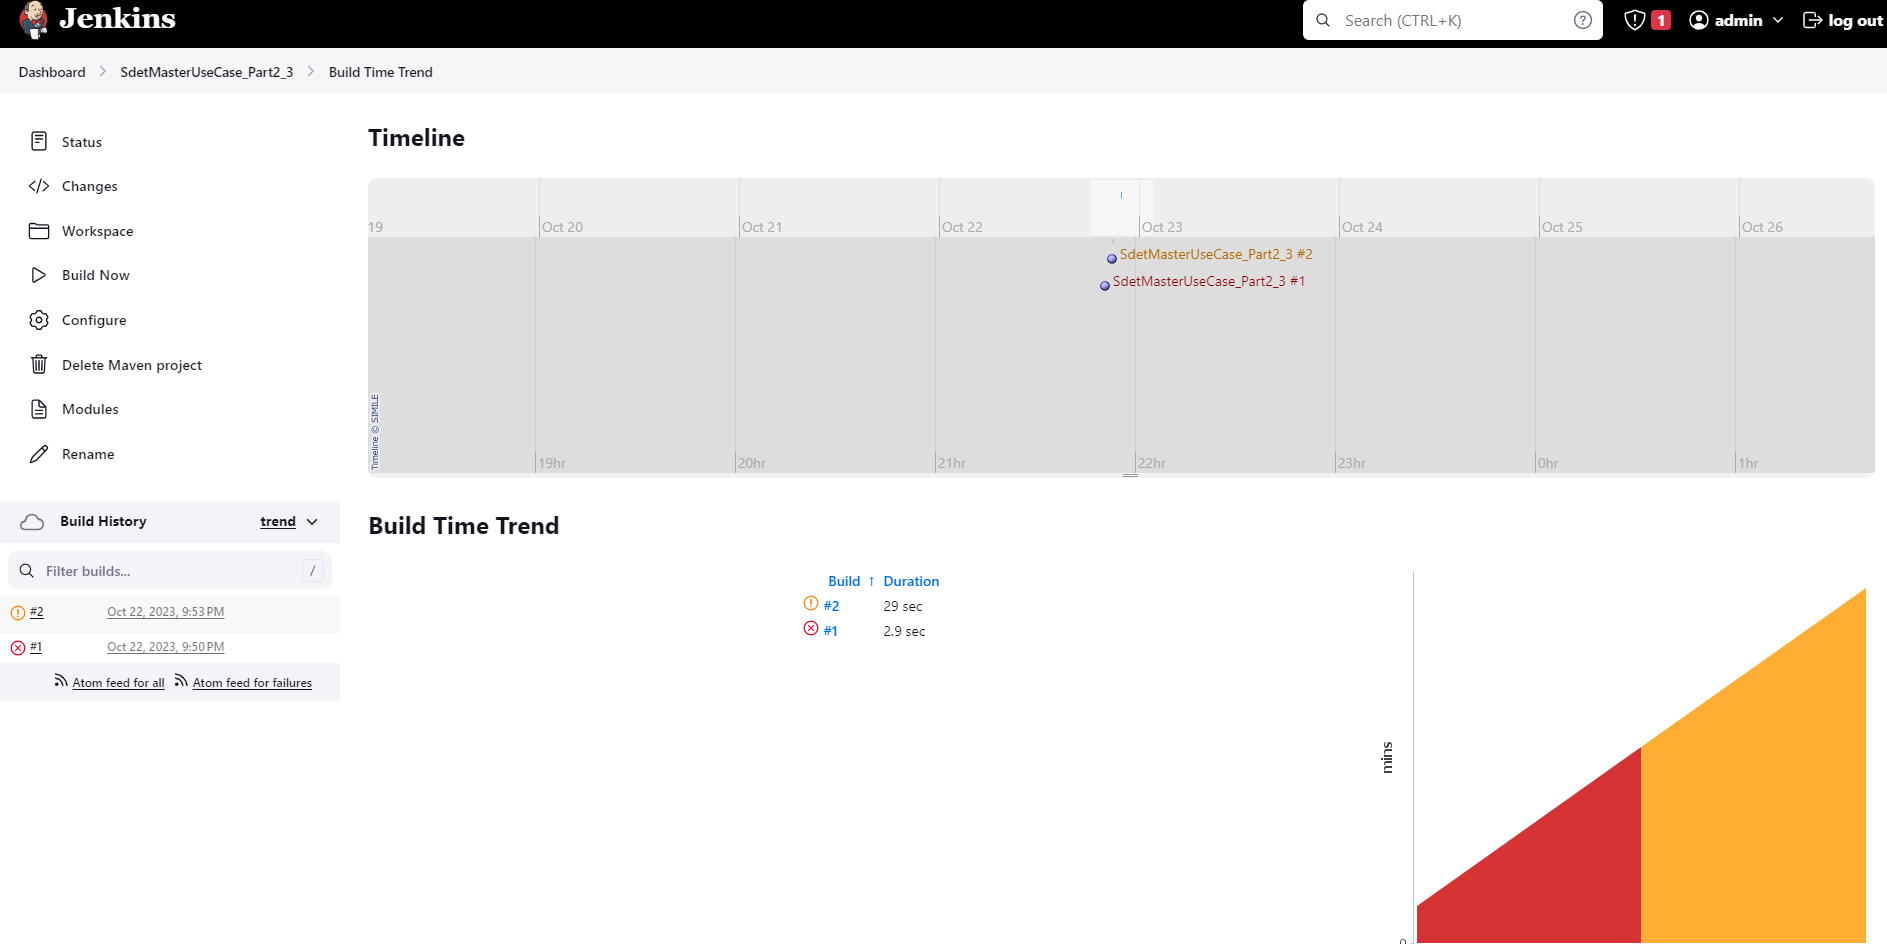 Jenkins
Search (CTRL+K)
1
admin
log out
Dashboard
SdetMasterUseCase_Part2_3
Build Time Trend
Status
Changes
Workspace
Build Now
Configure
Delete Maven project
Modules
Rename
Build History
trend
Filter builds...
/
#2 Oct 22, 2023, 9:53 PM
#1 Oct 22, 2023, 9:50 PM
Atom feed for all Atom feed for failures
Timeline
19 Oct 20 Oct 21 Oct 22 Oct 23 Oct 24 Oct 25 Oct 26
SdetMasterUseCase_Part2_3 #2
SdetMasterUseCase_Part2_3 #1
Timeline © SIMILE
19hr 20hr 21hr 22hr 23hr 0hr 1hr
Build Time Trend
Build ↑ Duration
#2 29 sec
#1 2.9 sec
mins
0